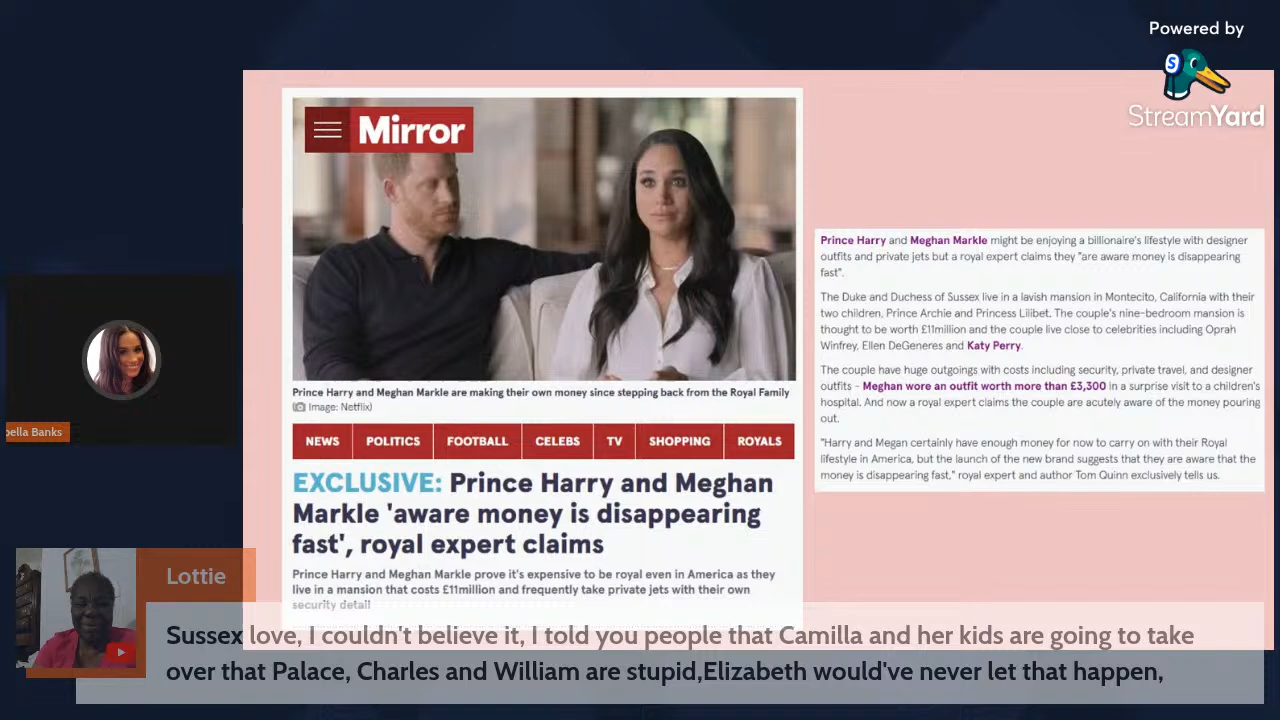 Powered by
S
StreamYard
Mirror
Prince Harry and Meghan Markle are making their own money since stepping back from the Royal Family
(Image: Netflix)
NEWS POLITICS FOOTBALL CELEBS TV SHOPPING ROYALS
EXCLUSIVE: Prince Harry and Meghan
Markle 'aware money is disappearing
fast', royal expert claims
Prince Harry and Meghan Markle prove it's expensive to be royal even in America as they
live in a mansion that costs £11million and frequently take private jets with their own
security detail
Prince Harry and Meghan Markle might be enjoying a billionaire's lifestyle with designer
outfits and private jets but a royal expert claims they "are aware money is disappearing
fast".
The Duke and Duchess of Sussex live in a lavish mansion in Montecito, California with their
two children, Prince Archie and Princess Lilibet. The couple's nine-bedroom mansion is
thought to be worth £11million and the couple live close to celebrities including Oprah
Winfrey, Ellen DeGeneres and Katy Perry.
The couple have huge outgoings with costs including security, private travel, and designer
outfits - Meghan wore an outfit worth more than £3,300 in a surprise visit to a children's
hospital. And now a royal expert claims the couple are acutely aware of the money pouring
out.
"Harry and Megan certainly have enough money for now to carry on with their Royal
lifestyle in America, but the launch of the new brand suggests that they are aware that the
money is disappearing fast," royal expert and author Tom Quinn exclusively tells us.
bella Banks
Lottie
Sussex love, I couldn't believe it, I told you people that Camilla and her kids are going to take
over that Palace, Charles and William are stupid,Elizabeth would've never let that happen,